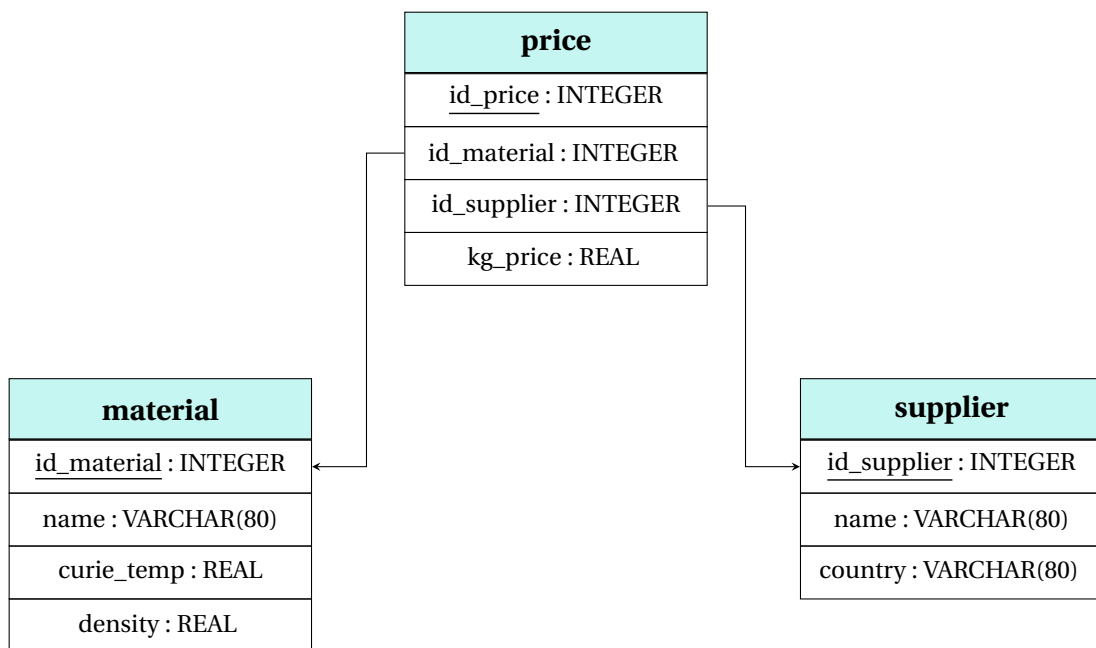 price
id_price : INTEGER
id_material : INTEGER
id_supplier : INTEGER
kg_price : REAL
material
id_material : INTEGER
name : VARCHAR(80)
curie_temp : REAL
density : REAL
supplier
id_supplier : INTEGER
name : VARCHAR(80)
country : VARCHAR(80)